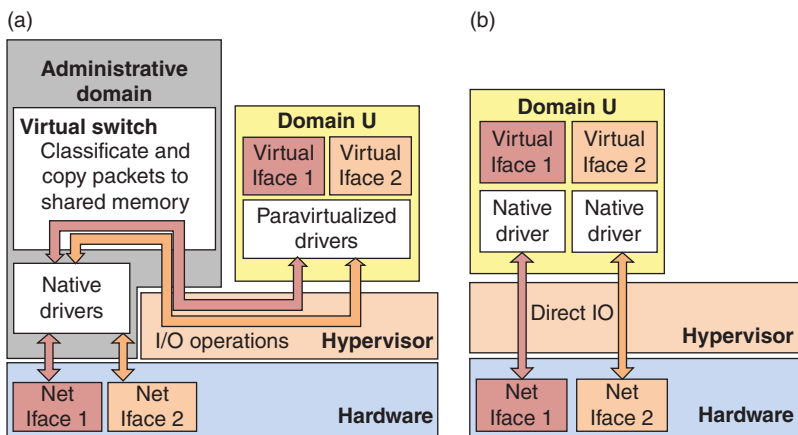 (a)
Administrative
domain
Virtual switch
Classificate and
copy packets to
shared memory
Native
drivers
Domain U
Virtual
Iface 1
Virtual
Iface 2
Paravirtualized
drivers
I/O operations
Hypervisor
Net
Iface 1
Net
Iface 2
Hardware
(b)
Domain U
Virtual
Iface 1
Virtual
Iface 2
Native
driver
Native
driver
Direct IO
Hypervisor
Net
Iface 1
Net
Iface 2
Hardware